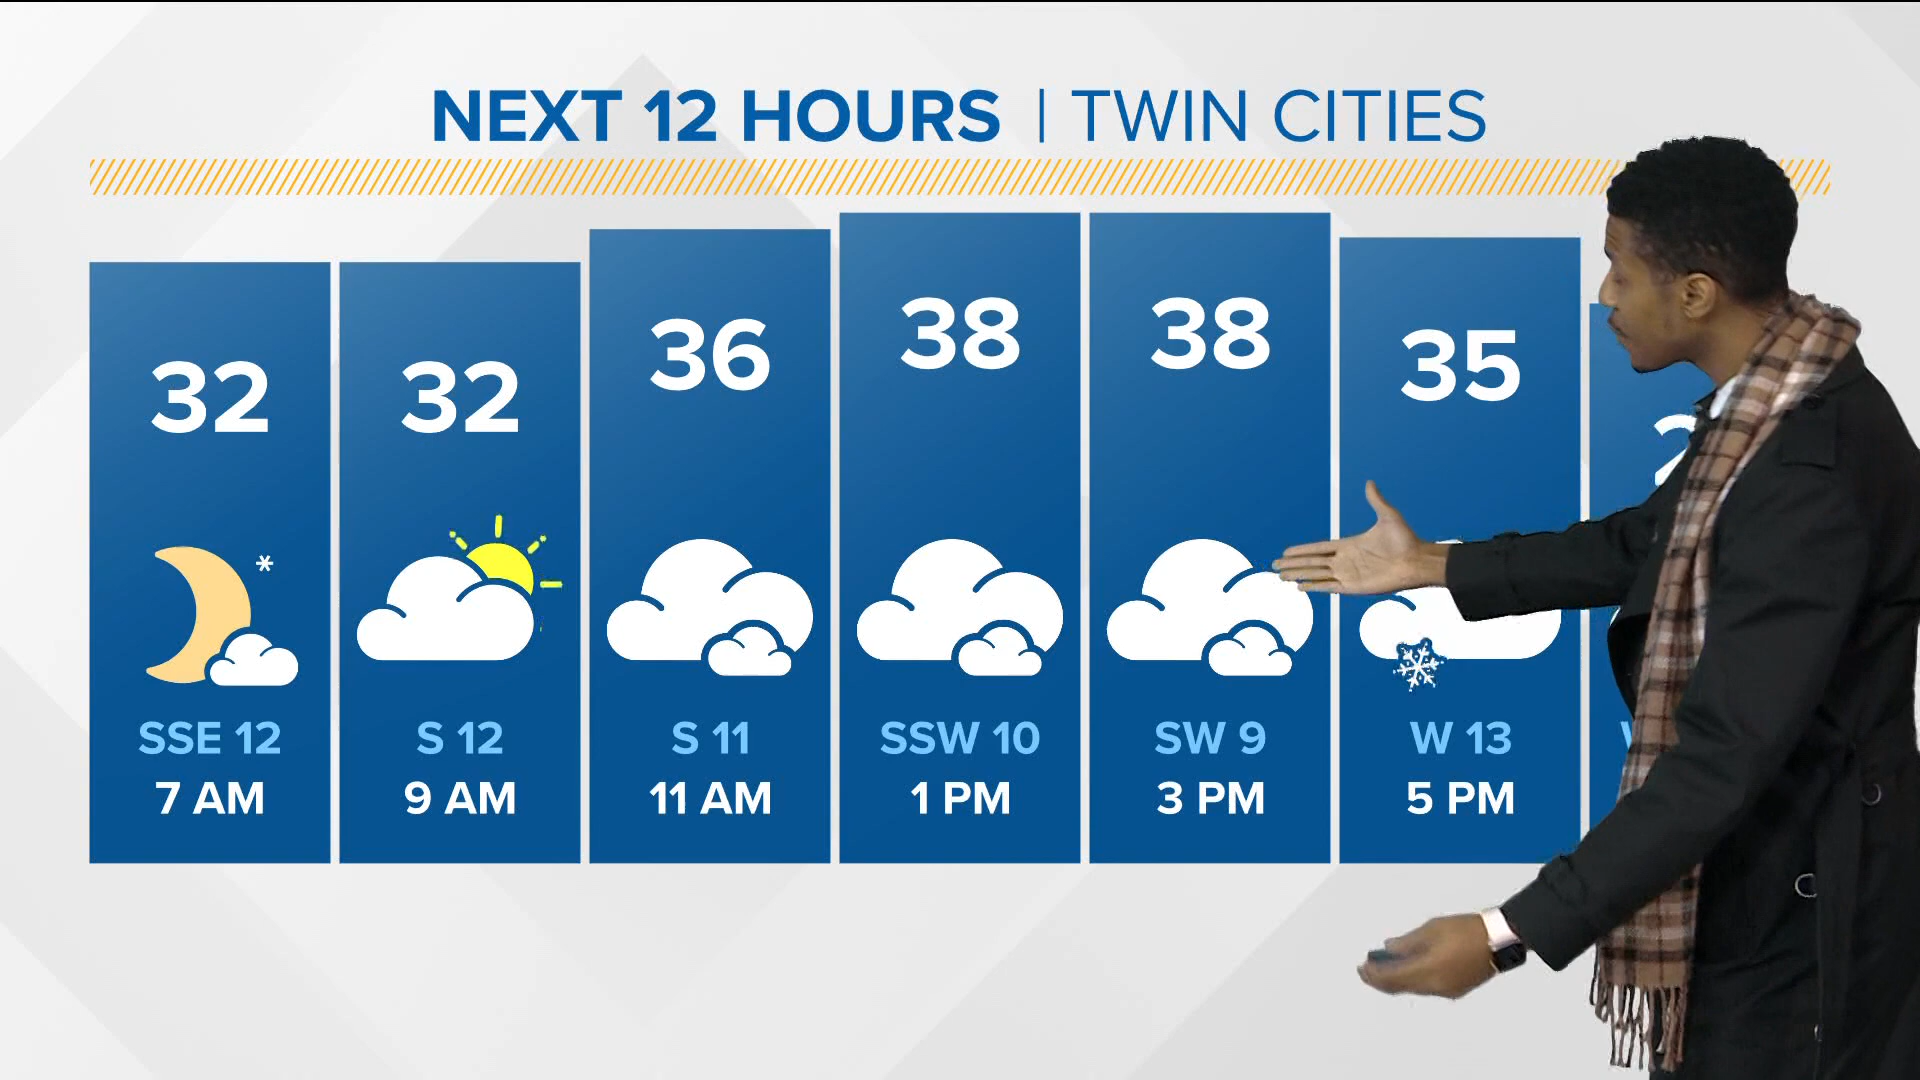 NEXT 12 HOURS | TWIN CITIES
32
32
36
38
38
35
SSE 12
S 12
S 11
SSW 10
SW 9
W 13
7 AM
9 AM
11 AM
1 PM
3 PM
5 PM